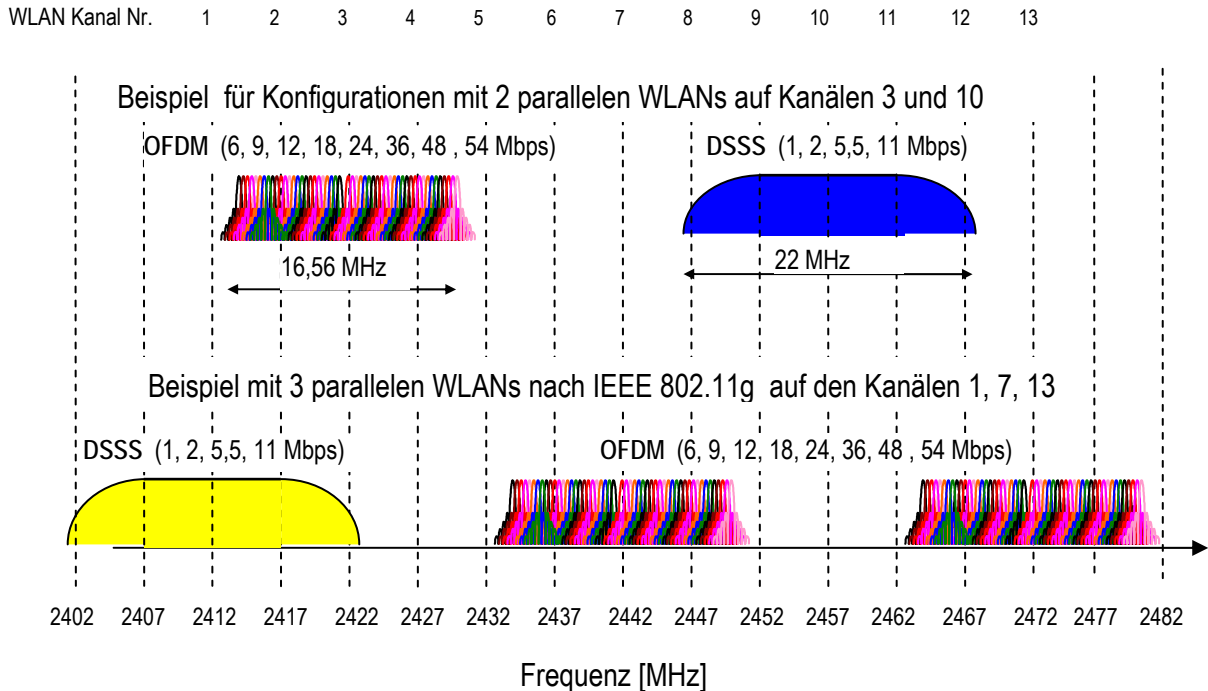 WLAN Kanal Nr. 1 2 3 4 5 6 7 8 9 10 11 12 13
Beispiel für Konfigurationen mit 2 parallelen WLANs auf Kanälen 3 und 10
OFDM (6, 9, 12, 18, 24, 36, 48 , 54 Mbps) DSSS (1, 2, 5,5, 11 Mbps)
16,56 MHz 22 MHz
Beispiel mit 3 parallelen WLANs nach IEEE 802.11g auf den Kanälen 1, 7, 13
DSSS (1, 2, 5,5, 11 Mbps) OFDM (6, 9, 12, 18, 24, 36, 48 , 54 Mbps)
2402 2407 2412 2417 2422 2427 2432 2437 2442 2447 2452 2457 2462 2467 2472 2477 2482
Frequenz [MHz]